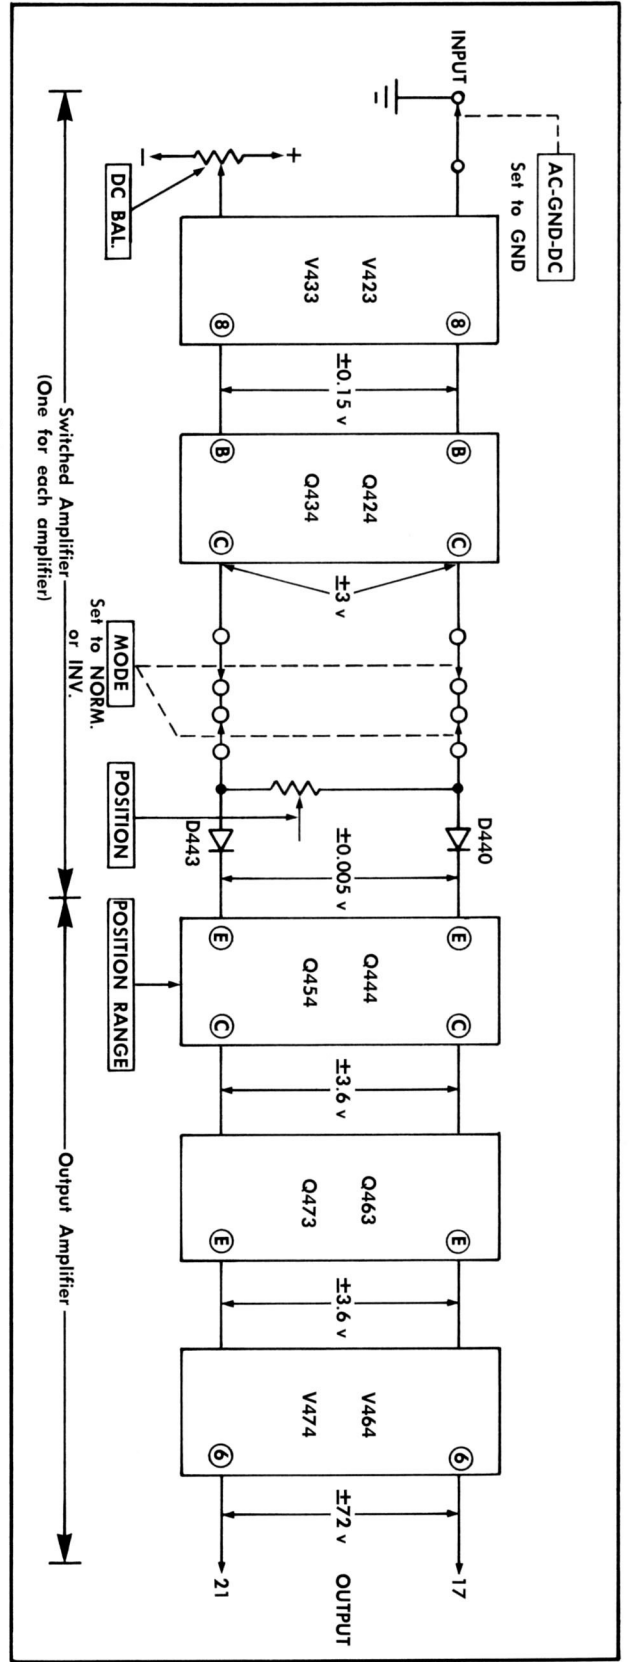 INPUT
AC-GND-DC
Set to GND
+
−
DC BAL.
V423
V433
8
8
±0.15 v
B
B
Q424
Q434
C
C
±3 v
MODE
Set to NORM.
or INV.
POSITION
D440
D443
±0.005 v
E
E
Q444
Q454
C
C
POSITION RANGE
±3.6 v
Q463
Q473
E
E
±3.6 v
V464
V474
6
6
±72 v
OUTPUT
17
21
Switched Amplifier
(One for each amplifier)
Output Amplifier